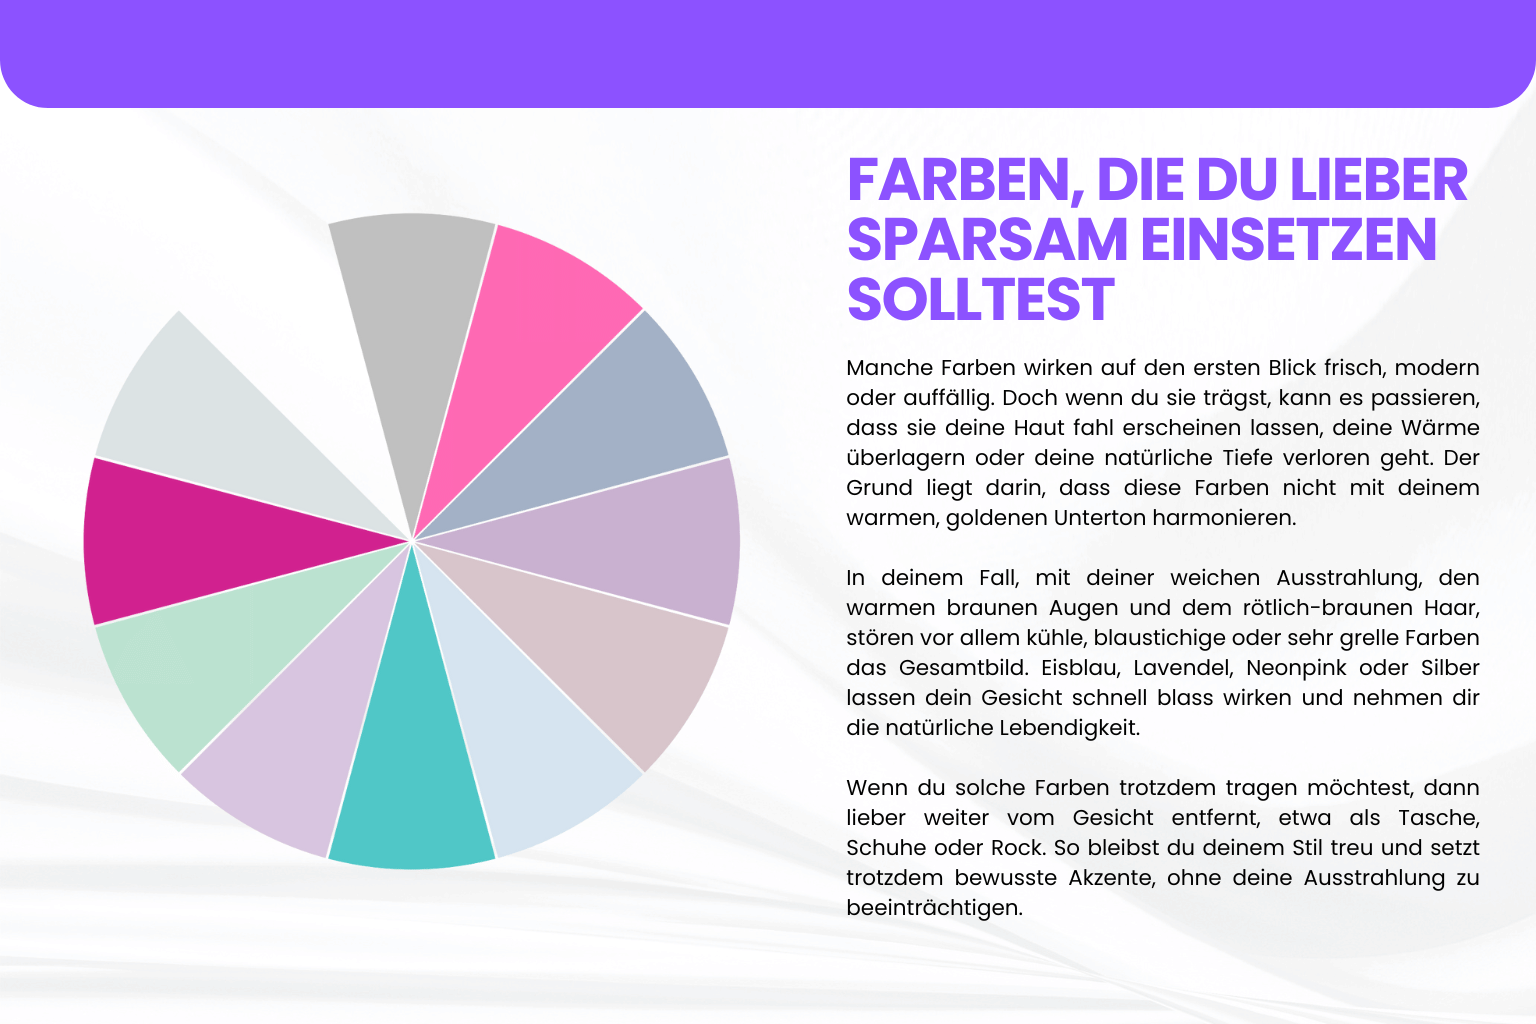 FARBEN, DIE DU LIEBER
SPARSAM EINSETZEN
SOLLTEST
Manche Farben wirken auf den ersten Blick frisch, modern
oder auffällig. Doch wenn du sie trägst, kann es passieren,
dass sie deine Haut fahl erscheinen lassen, deine Wärme
überlagern oder deine natürliche Tiefe verloren geht. Der
Grund liegt darin, dass diese Farben nicht mit deinem
warmen, goldenen Unterton harmonieren.
In deinem Fall, mit deiner weichen Ausstrahlung, den
warmen braunen Augen und dem rötlich-braunen Haar,
stören vor allem kühle, blaustichige oder sehr grelle Farben
das Gesamtbild. Eisblau, Lavendel, Neonpink oder Silber
lassen dein Gesicht schnell blass wirken und nehmen dir
die natürliche Lebendigkeit.
Wenn du solche Farben trotzdem tragen möchtest, dann
lieber weiter vom Gesicht entfernt, etwa als Tasche,
Schuhe oder Rock. So bleibst du deinem Stil treu und setzt
trotzdem bewusste Akzente, ohne deine Ausstrahlung zu
beeinträchtigen.